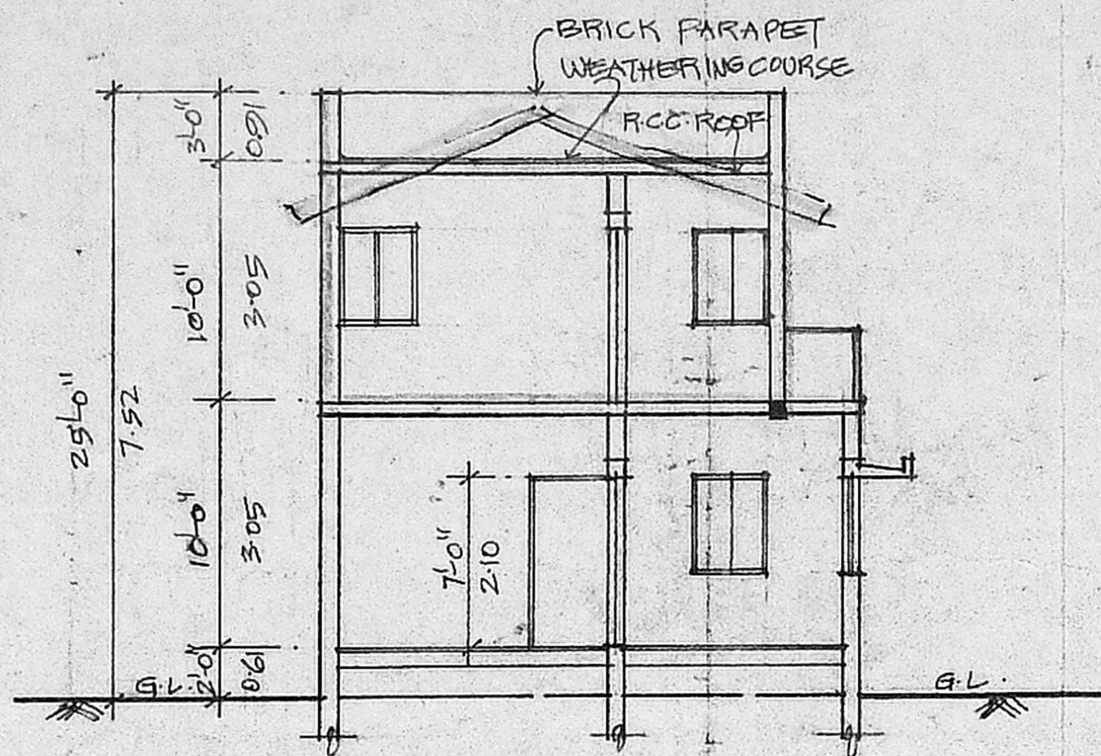 BRICK PARAPET
WEATHERING COURSE
R.C.C. ROOF
3'-0"
0.91
10'-0"
3.05
25'-0"
7.52
10'-0"
3.05
7'-0"
2.10
2'-0"
0.61
G.L.
G.L.